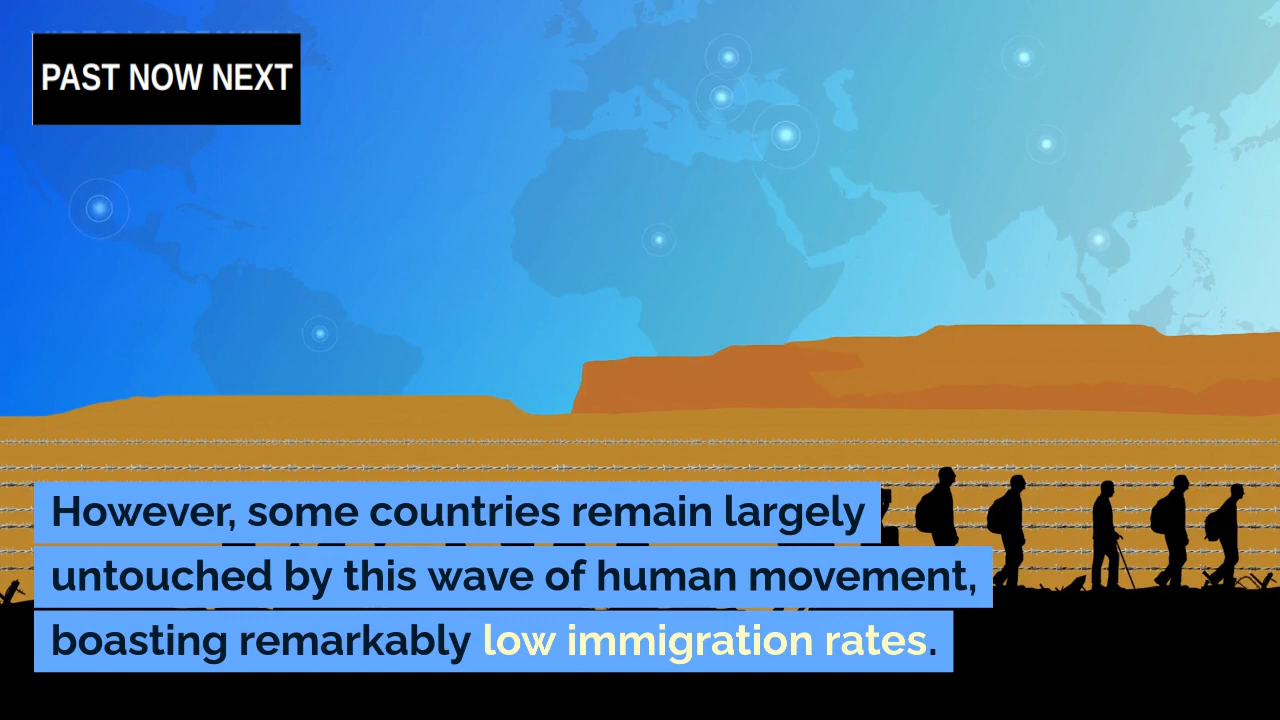 PAST NOW NEXT
However, some countries remain largely
untouched by this wave of human movement,
boasting remarkably low immigration rates.